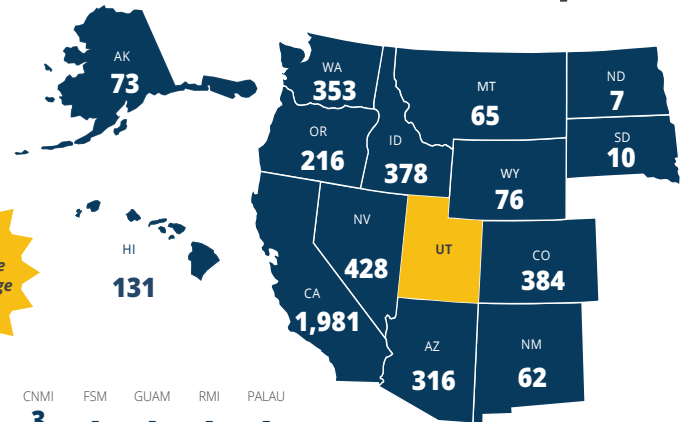 AK
73
WA
353
MT
65
ND
7
OR
216
ID
378
SD
10
WY
76
NV
428
UT
CO
384
HI
131
CA
1,981
AZ
316
NM
62
CNMI FSM GUAM RMI PALAU
3 - - - -